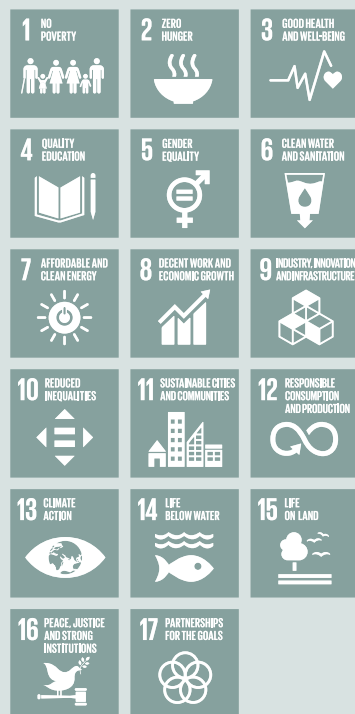 1 NO
POVERTY
2 ZERO
HUNGER
3 GOOD HEALTH
AND WELL-BEING
4 QUALITY
EDUCATION
5 GENDER
EQUALITY
6 CLEAN WATER
AND SANITATION
7 AFFORDABLE AND
CLEAN ENERGY
8 DECENT WORK AND
ECONOMIC GROWTH
9 INDUSTRY, INNOVATION
AND INFRASTRUCTURE
10 REDUCED
INEQUALITIES
11 SUSTAINABLE CITIES
AND COMMUNITIES
12 RESPONSIBLE
CONSUMPTION
AND PRODUCTION
13 CLIMATE
ACTION
14 LIFE
BELOW WATER
15 LIFE
ON LAND
16 PEACE, JUSTICE
AND STRONG
INSTITUTIONS
17 PARTNERSHIPS
FOR THE GOALS